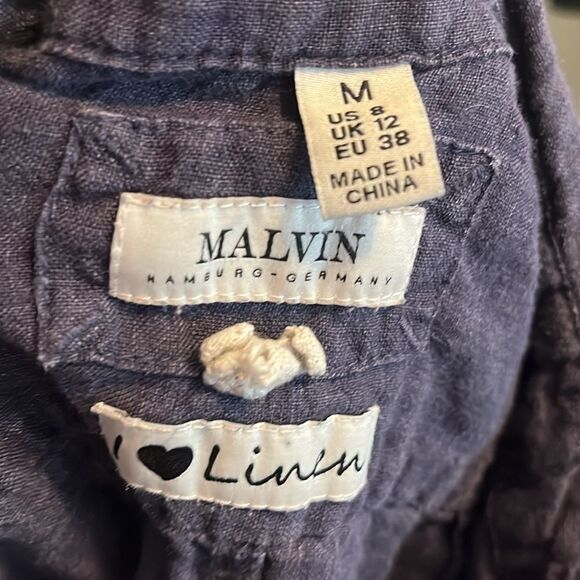 M
US 8
UK 12
EU 38
MADE IN
CHINA
MALVIN
HAMBURG-GERMANY
I ♥ Linen